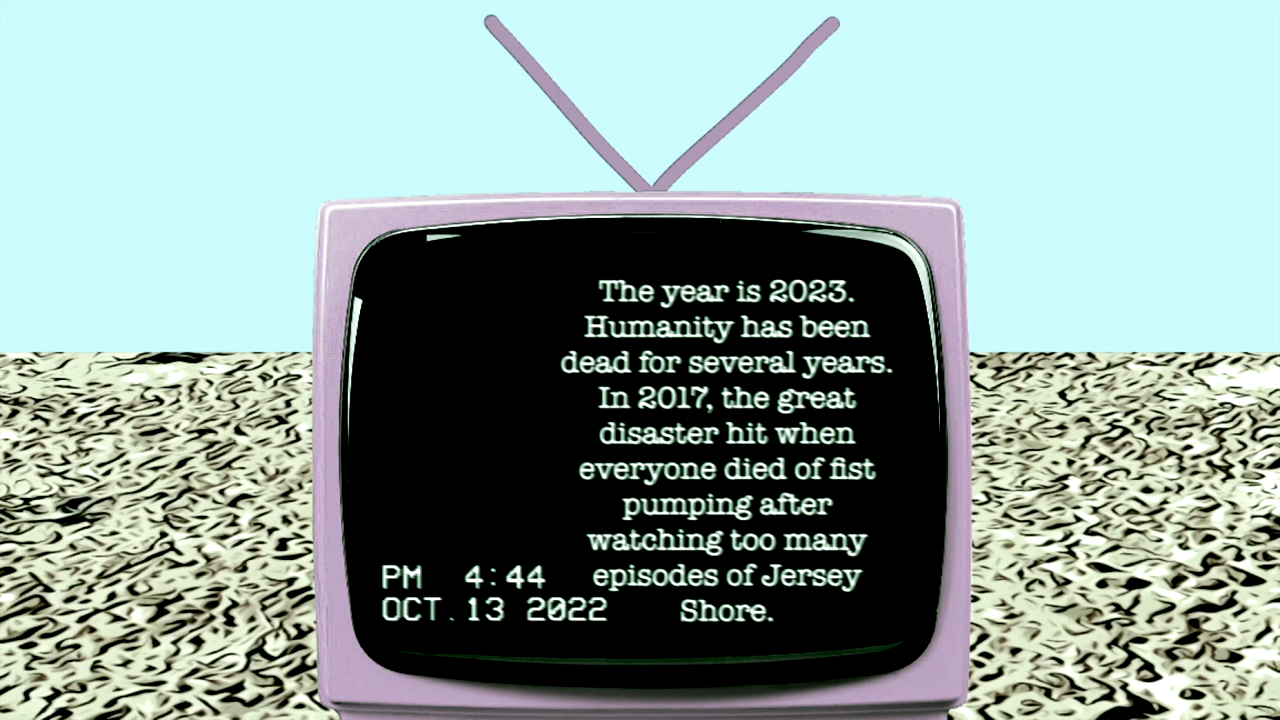 The year is 2023.
Humanity has been
dead for several years.
In 2017, the great
disaster hit when
everyone died of fist
pumping after
watching too many
episodes of Jersey
Shore.
PM 4:44
OCT.13 2022